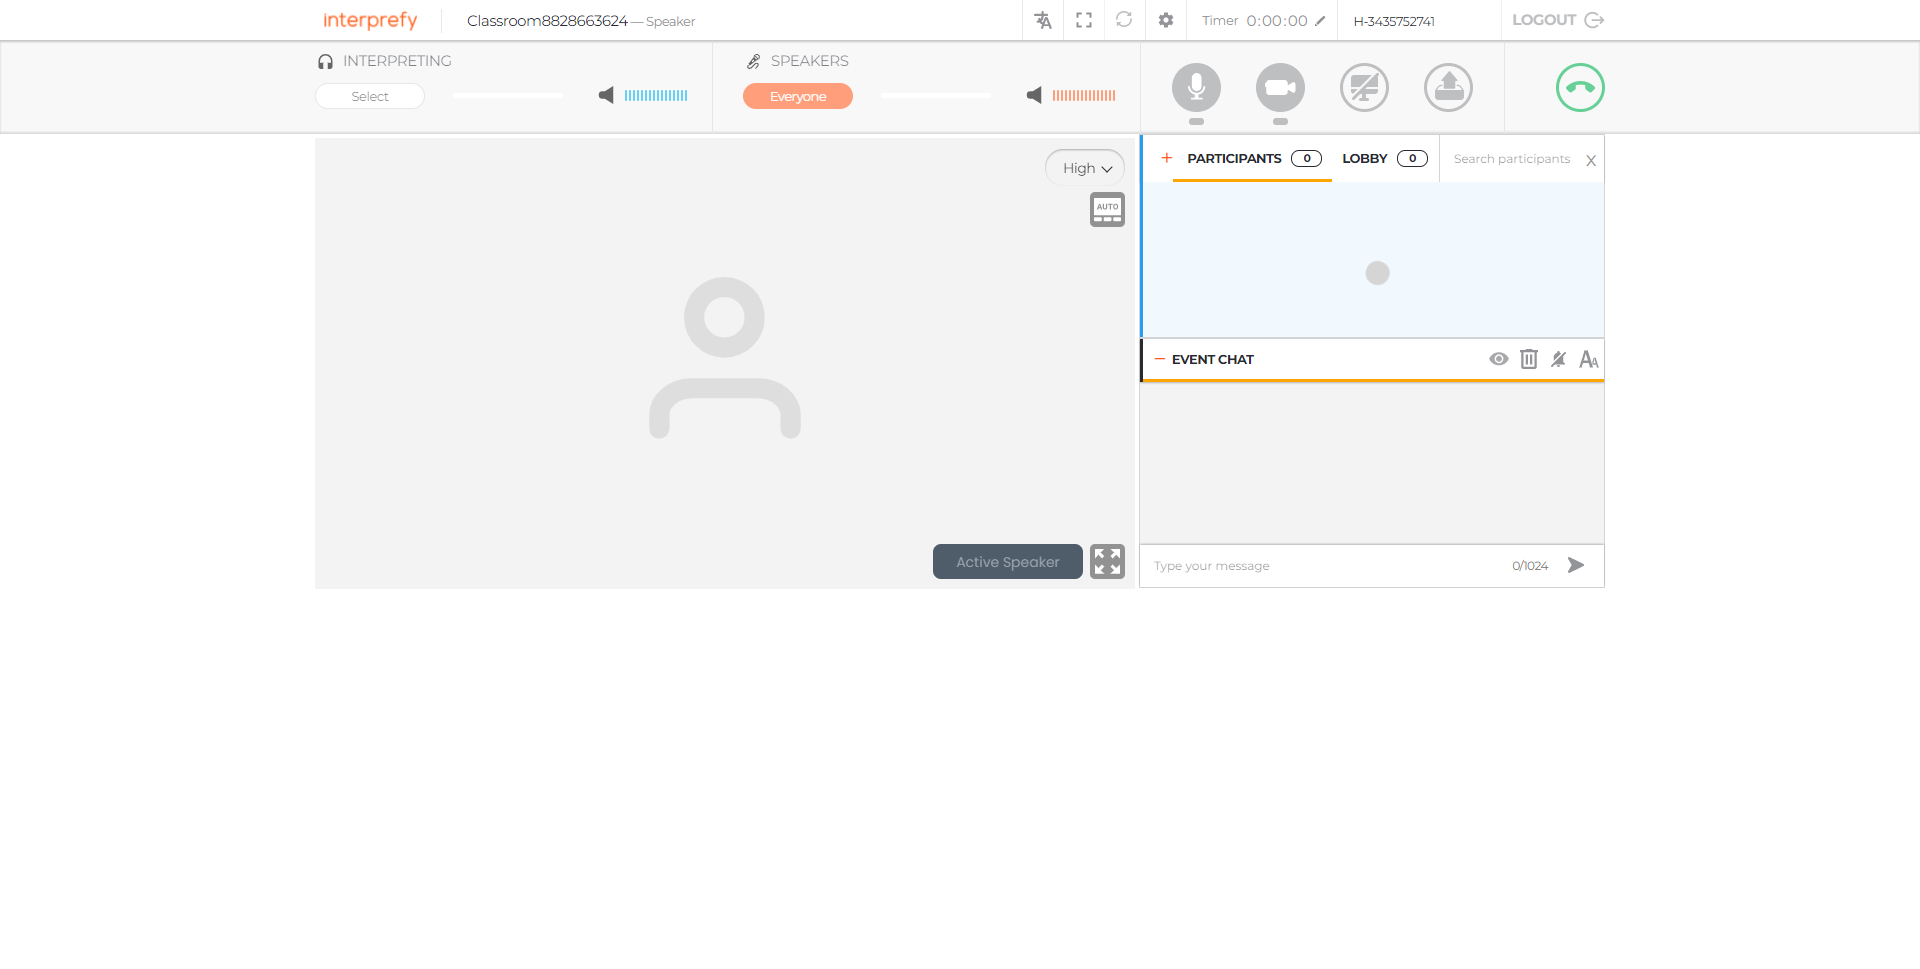 interprefy
Classroom8828663624 — Speaker
Timer 0:00:00
H-3435752741
LOGOUT
INTERPRETING
Select
SPEAKERS
Everyone
High
AUTO
Active Speaker
+ PARTICIPANTS 0
LOBBY 0
Search participants X
− EVENT CHAT
AA
Type your message
0/1024